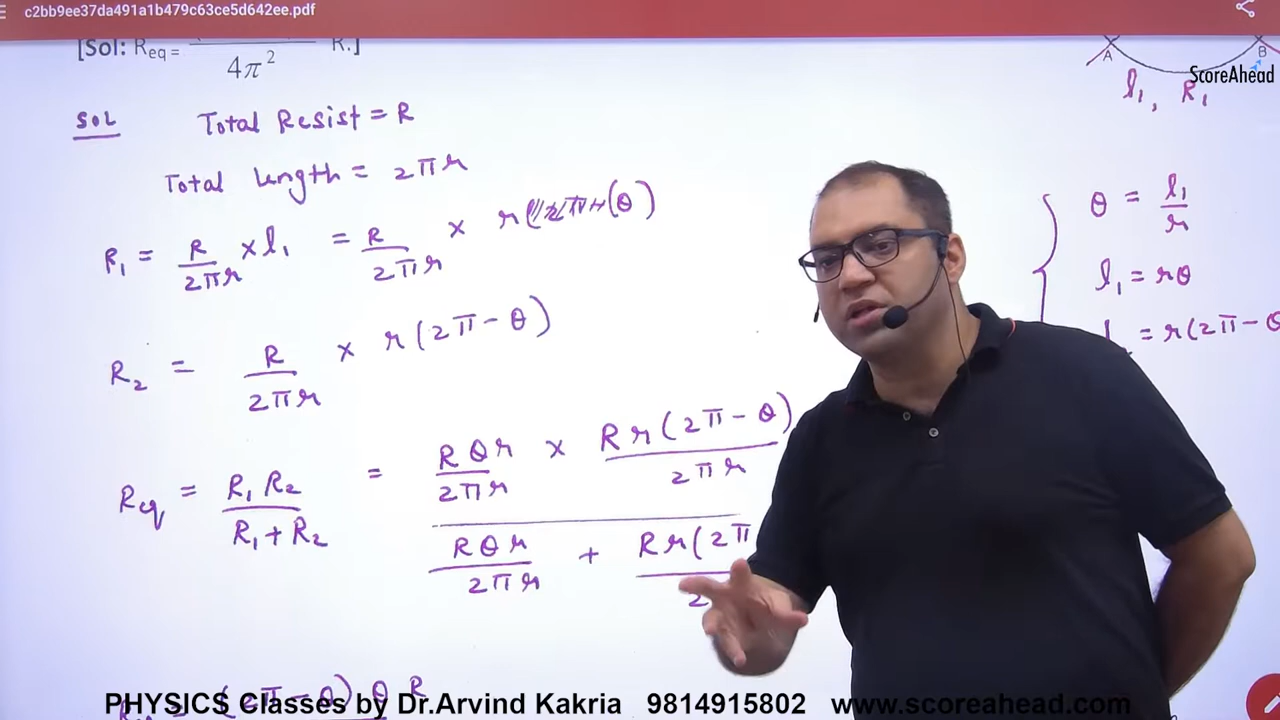 c2bb9ee37da491a1b479c63ce5d642ee.pdf
[Sol: Req = / 4π² R.]
A B
ScoreAhead
l₁, R₁
SOL Total Resist = R
Total length = 2πr
R₁ = R/2πr × l₁ = R/2πr × r(θ)
R₂ = R/2πr × r(2π - θ)
Req = R₁R₂/R₁+R₂ = Rθr/2πr × Rr(2π - θ)/2πr
Rθr/2πr + Rr(2π / 2
θ = l₁/r
l₁ = rθ
= r(2π - θ
(2π - θ) θ R
PHYSICS Classes by Dr.Arvind Kakria 9814915802 www.scoreahead.com